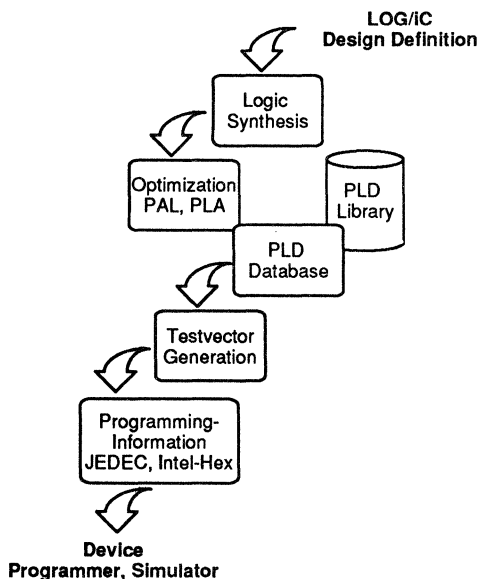 LOG/iC
Design Definition
Logic
Synthesis
Optimization
PAL, PLA
PLD
Library
PLD
Database
Testvector
Generation
Programming-
Information
JEDEC, Intel-Hex
Device
Programmer, Simulator